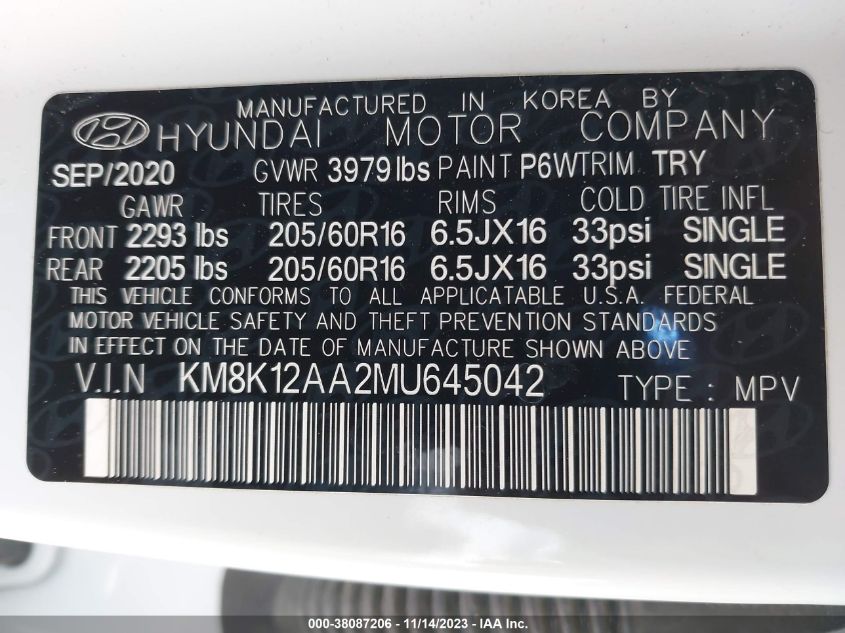 MANUFACTURED IN KOREA BY
HYUNDAI MOTOR COMPANY
SEP/2020 GVWR 3979 lbs PAINT P6W TRIM TRY
GAWR TIRES RIMS COLD TIRE INFL
FRONT 2293 lbs 205/60R16 6.5JX16 33psi SINGLE
REAR 2205 lbs 205/60R16 6.5JX16 33psi SINGLE
THIS VEHICLE CONFORMS TO ALL APPLICATABLE U.S.A. FEDERAL
MOTOR VEHICLE SAFETY AND THEFT PREVENTION STANDARDS
IN EFFECT ON THE DATE OF MANUFACTURE SHOWN ABOVE
V.I.N KM8K12AA2MU645042 TYPE : MPV
000-38087206 - 11/14/2023 - IAA Inc.